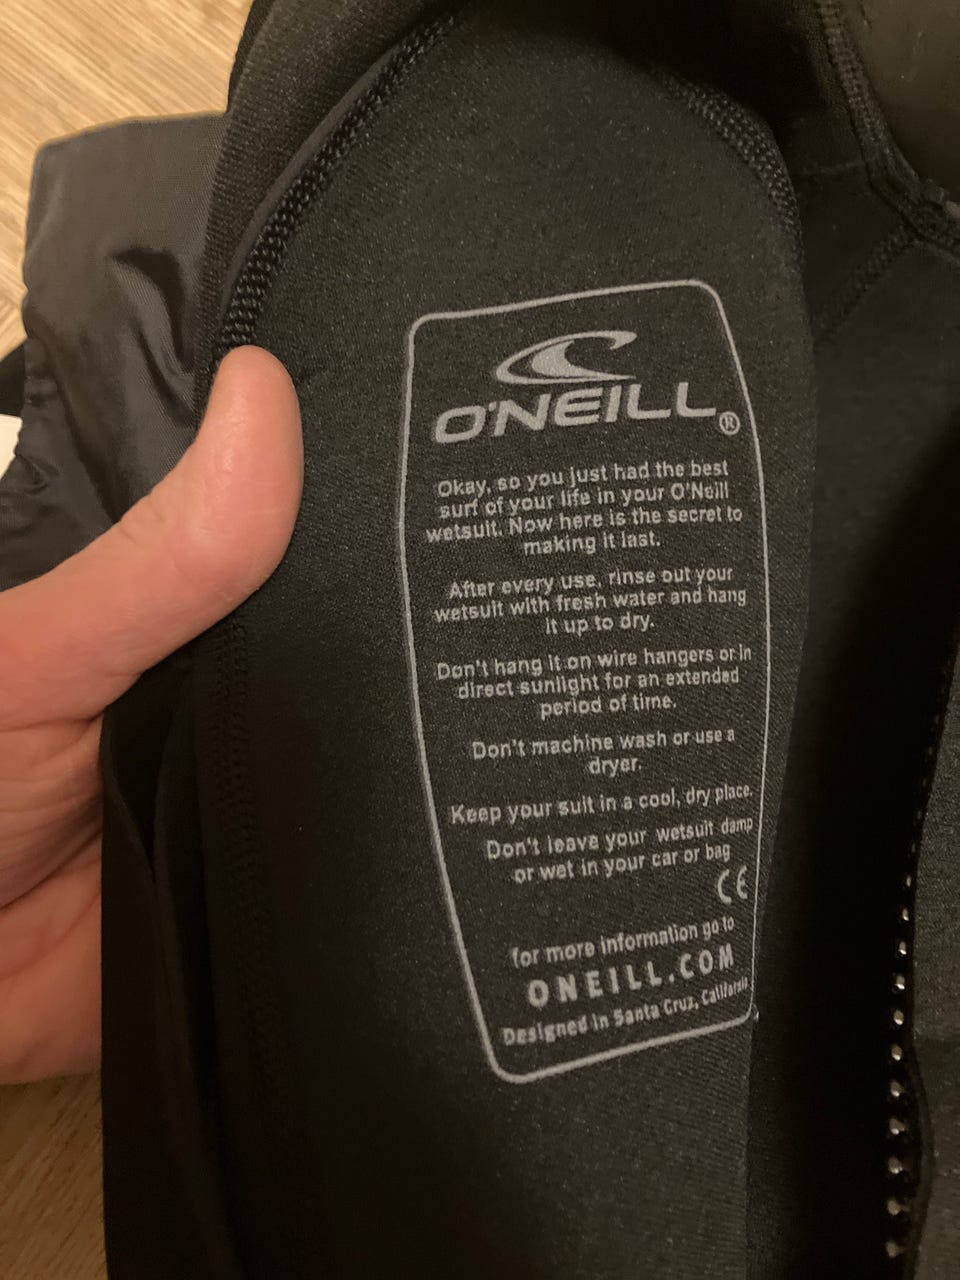 O'NEILL®
Okay, so you just had the best
surf of your life in your O'Neill
wetsuit. Now here is the secret to
making it last.
After every use, rinse out your
wetsuit with fresh water and hang
it up to dry.
Don't hang it on wire hangers or in
direct sunlight for an extended
period of time.
Don't machine wash or use a
dryer.
Keep your suit in a cool, dry place.
Don't leave your wetsuit damp
or wet in your car or bag
CE
for more information go to
ONEILL.COM
Designed in Santa Cruz, California